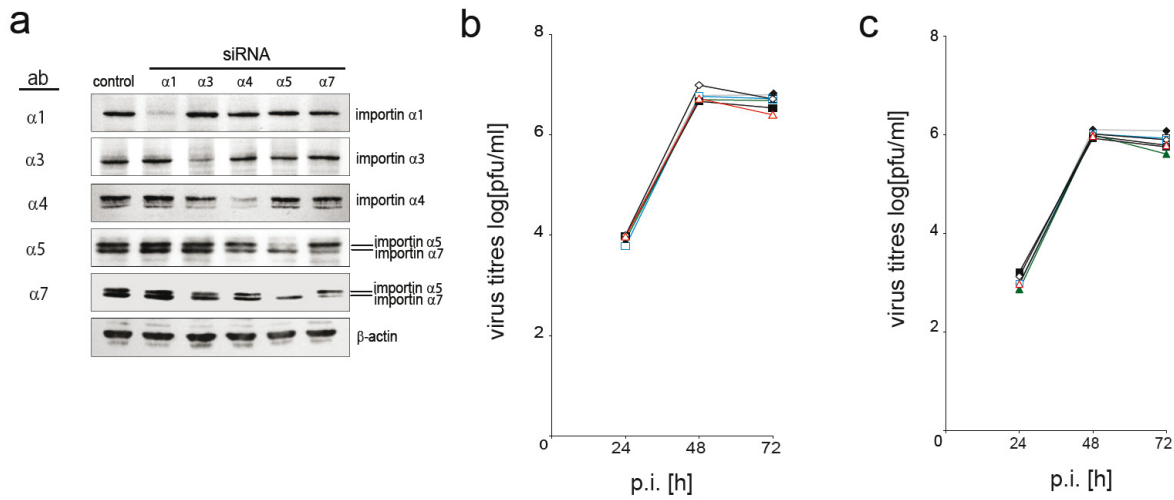 a
siRNA
ab
control α1 α3 α4 α5 α7
α1
importin α1
α3
importin α3
α4
importin α4
α5
importin α5
importin α7
α7
importin α5
importin α7
β-actin
b
virus titres log[pfu/ml]
8
6
4
2
0
24 48 72
p.i. [h]
c
virus titres log[pfu/ml]
8
6
4
2
0
24 48 72
p.i. [h]